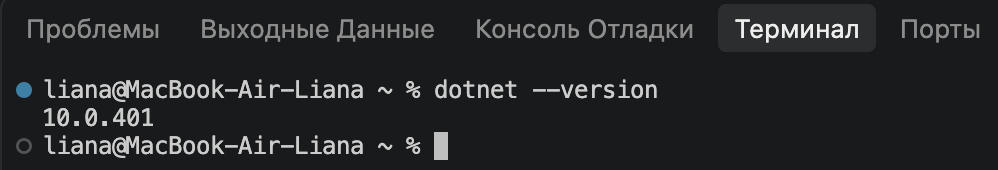 Проблемы Выходные Данные Консоль Отладки Терминал Порты
liana@MacBook-Air-Liana ~ % dotnet --version
10.0.401
liana@MacBook-Air-Liana ~ %